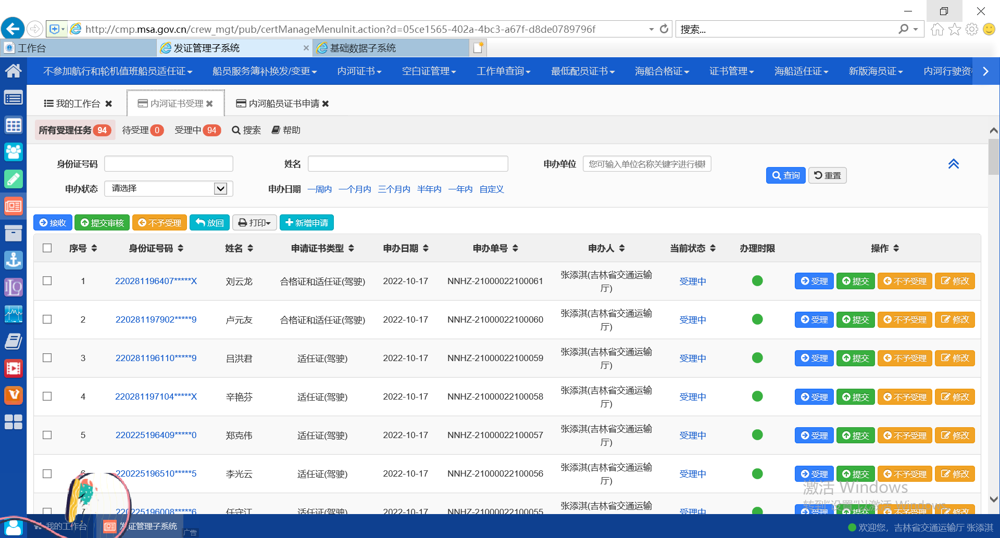 http://cmp.msa.gov.cn/crew_mgt/pub/certManageMenuInit.action?d=05ce1565-402a-4bc3-a67f-d8de0789796f 搜索...
工作台 发证管理子系统 基础数据子系统
不参加航行和轮机值班船员适任证 船员服务簿补换发/变更 内河证书 空白证管理 工作单查询 最低配员证书 海船合格证 证书管理 海船适任证 新版海员证 内河行驶资
我的工作台 内河证书受理 内河船员证书申请
所有受理任务 94 待受理 0 受理中 94 搜索 帮助
身份证号码 姓名 申办单位 您可输入单位名称关键字进行模
查询 重置
申办状态 请选择 申办日期 一周内 一个月内 三个月内 半年内 一年内 自定义
接收 提交审核 不予受理 放回 打印 新增申请
序号 身份证号码 姓名 申请证书类型 申办日期 申办单号 申办人 当前状态 办理时限 操作
1 220281196407*****X 刘云龙 合格证和适任证(驾驶) 2022-10-17 NNHZ-21000022100061 张添淇(吉林省交通运输厅) 受理中 受理 提交 不予受理 修改
2 220281197902*****9 卢元友 合格证和适任证(驾驶) 2022-10-17 NNHZ-21000022100060 张添淇(吉林省交通运输厅) 受理中 受理 提交 不予受理 修改
3 220281196110*****9 吕洪君 适任证(驾驶) 2022-10-17 NNHZ-21000022100059 张添淇(吉林省交通运输厅) 受理中 受理 提交 不予受理 修改
4 220281197104*****X 辛艳芬 适任证(驾驶) 2022-10-17 NNHZ-21000022100058 张添淇(吉林省交通运输厅) 受理中 受理 提交 不予受理 修改
5 220225196409*****0 郑克伟 适任证(驾驶) 2022-10-17 NNHZ-21000022100057 张添淇(吉林省交通运输厅) 受理中 受理 提交 不予受理 修改
6 220225196510*****5 李光云 适任证(驾驶) 2022-10-17 NNHZ-21000022100056 张添淇(吉林省交通运输厅) 受理中 受理 提交 不予受理 修改
7 220225196008*****6 任守江 适任证(驾驶) 2022-10-17 NNHZ-21000022100055 张添淇(吉林省交通运输 受理中 受理 提交 不予受理 修改
激活 Windows
转到"设置"以激活 Windows。
我的工作台 发证管理子系统 广告 欢迎您，吉林省交通运输厅 张添淇